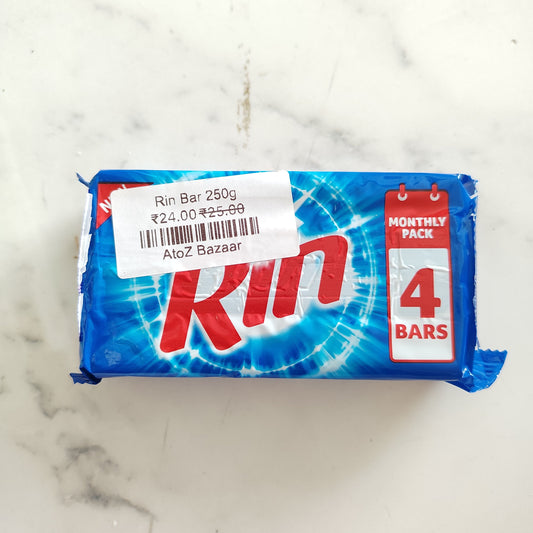 Rin Bar 250g
₹24.00 ₹25.00
AtoZ Bazaar
Rin
MONTHLY
PACK
4
BARS